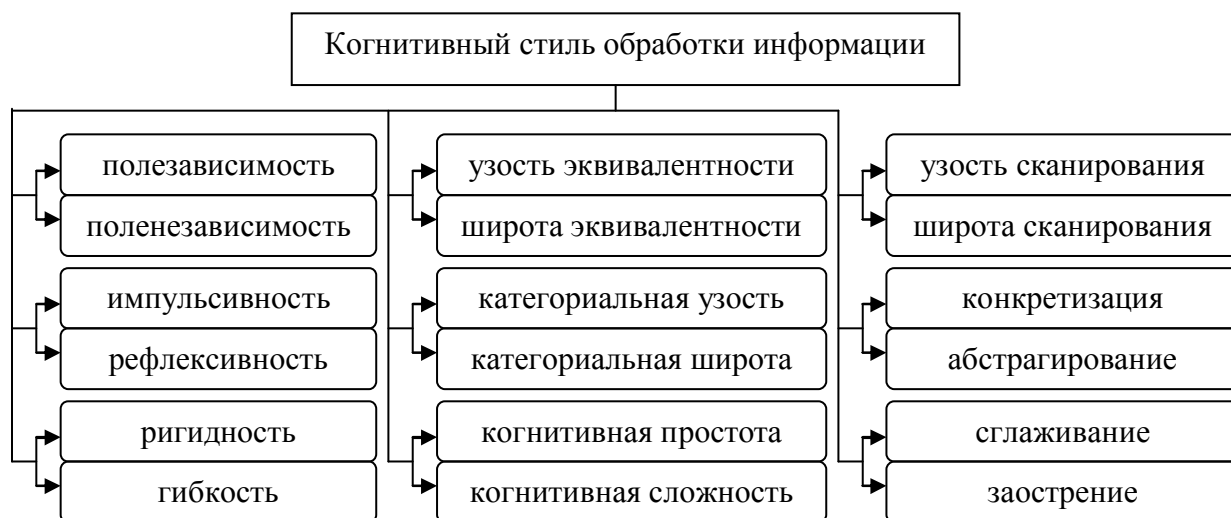 Когнитивный стиль обработки информации
полезависимость
поленезависимость
импульсивность
рефлексивность
ригидность
гибкость
узость эквивалентности
широта эквивалентности
категориальная узость
категориальная широта
когнитивная простота
когнитивная сложность
узость сканирования
широта сканирования
конкретизация
абстрагирование
сглаживание
заострение